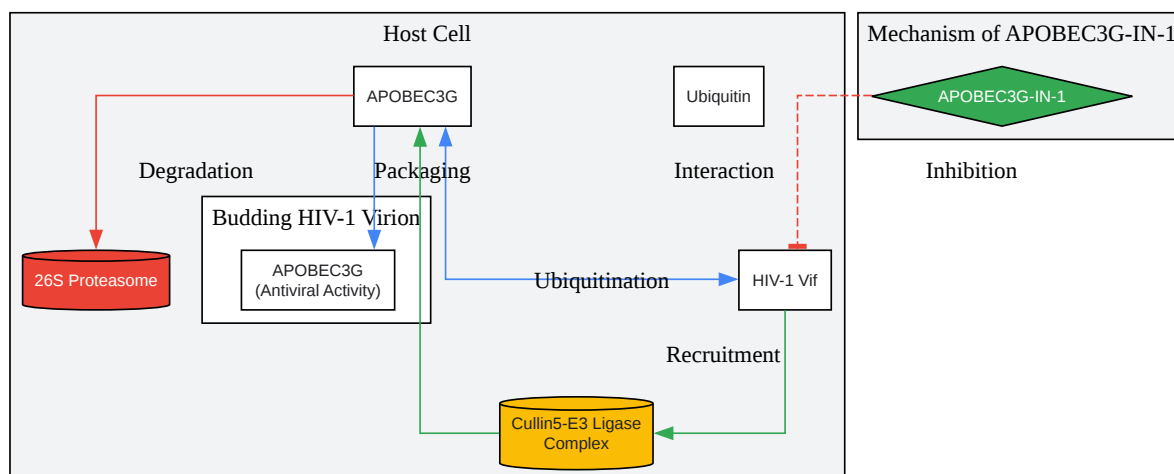 Host Cell
Mechanism of APOBEC3G-IN-1
APOBEC3G
Ubiquitin
APOBEC3G-IN-1
Degradation
Packaging
Interaction
Inhibition
Budding HIV-1 Virion
26S Proteasome
APOBEC3G
(Antiviral Activity)
Ubiquitination
HIV-1 Vif
Recruitment
Cullin5-E3 Ligase
Complex